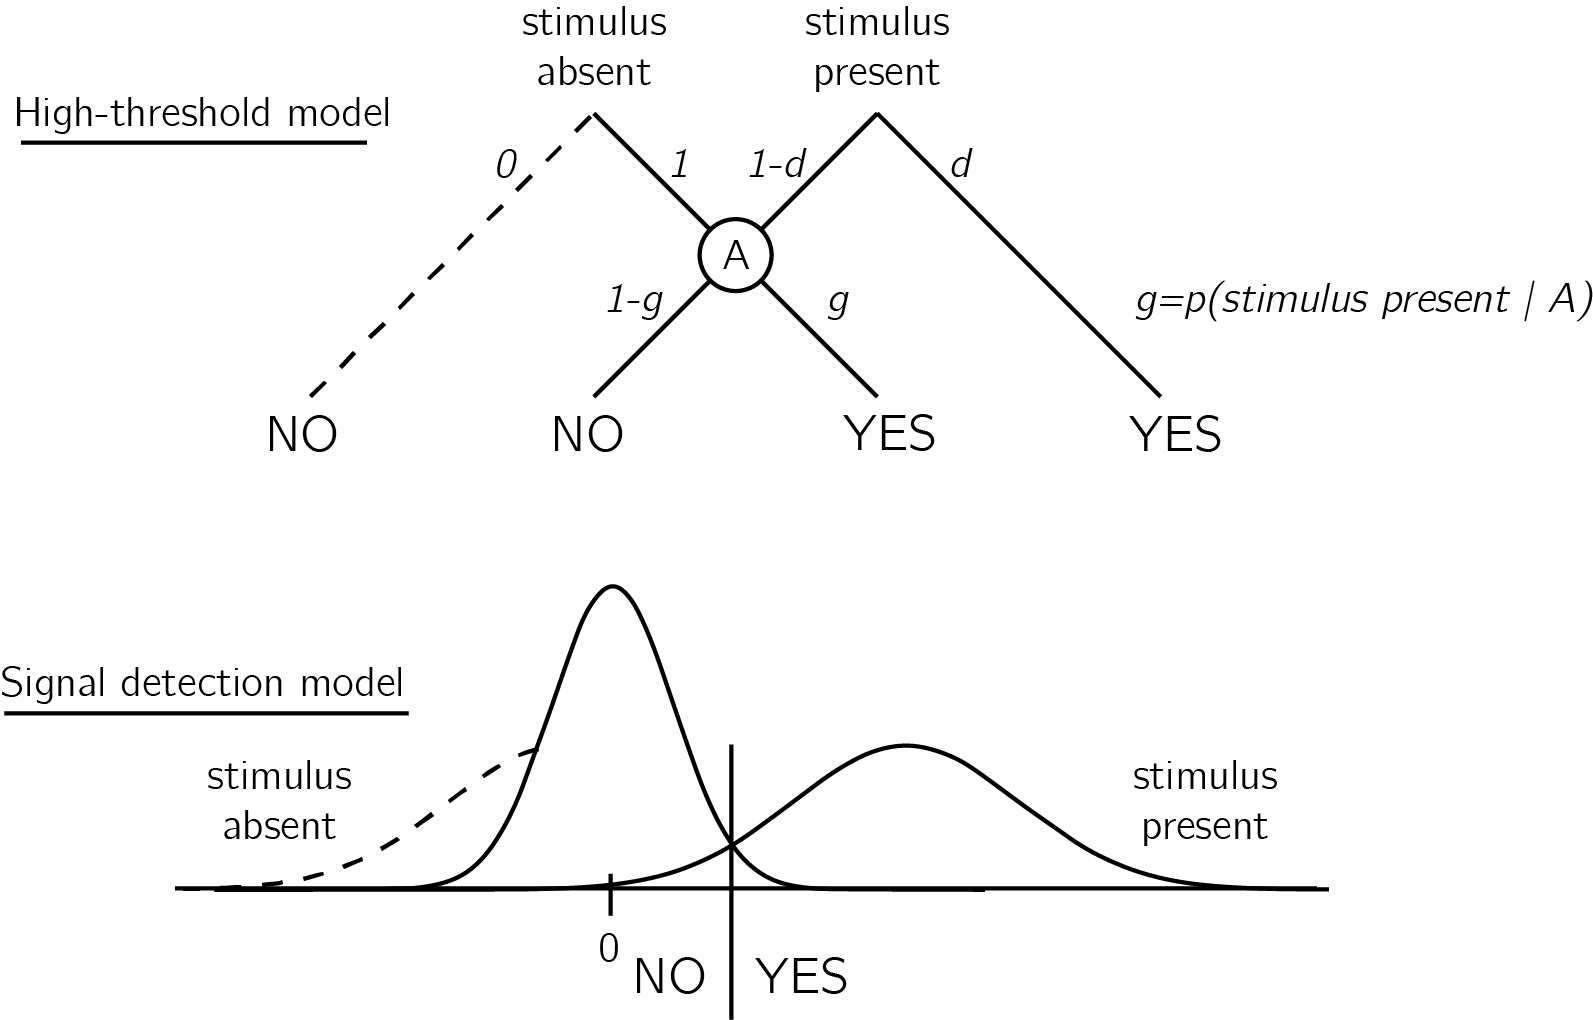 stimulus
absent
stimulus
present
High-threshold model
0
1
1-d
d
A
1-g
g
g=p(stimulus present | A)
NO
NO
YES
YES
Signal detection model
stimulus
absent
stimulus
present
0
NO
YES